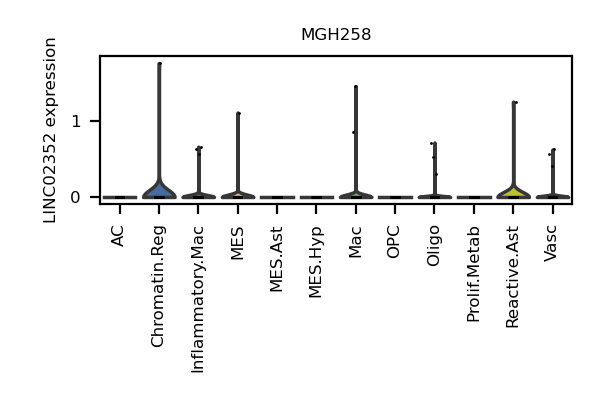 MGH258
LINC02352 expression
1
0
AC
Chromatin.Reg
Inflammatory.Mac
MES
MES.Ast
MES.Hyp
Mac
OPC
Oligo
Prolif.Metab
Reactive.Ast
Vasc